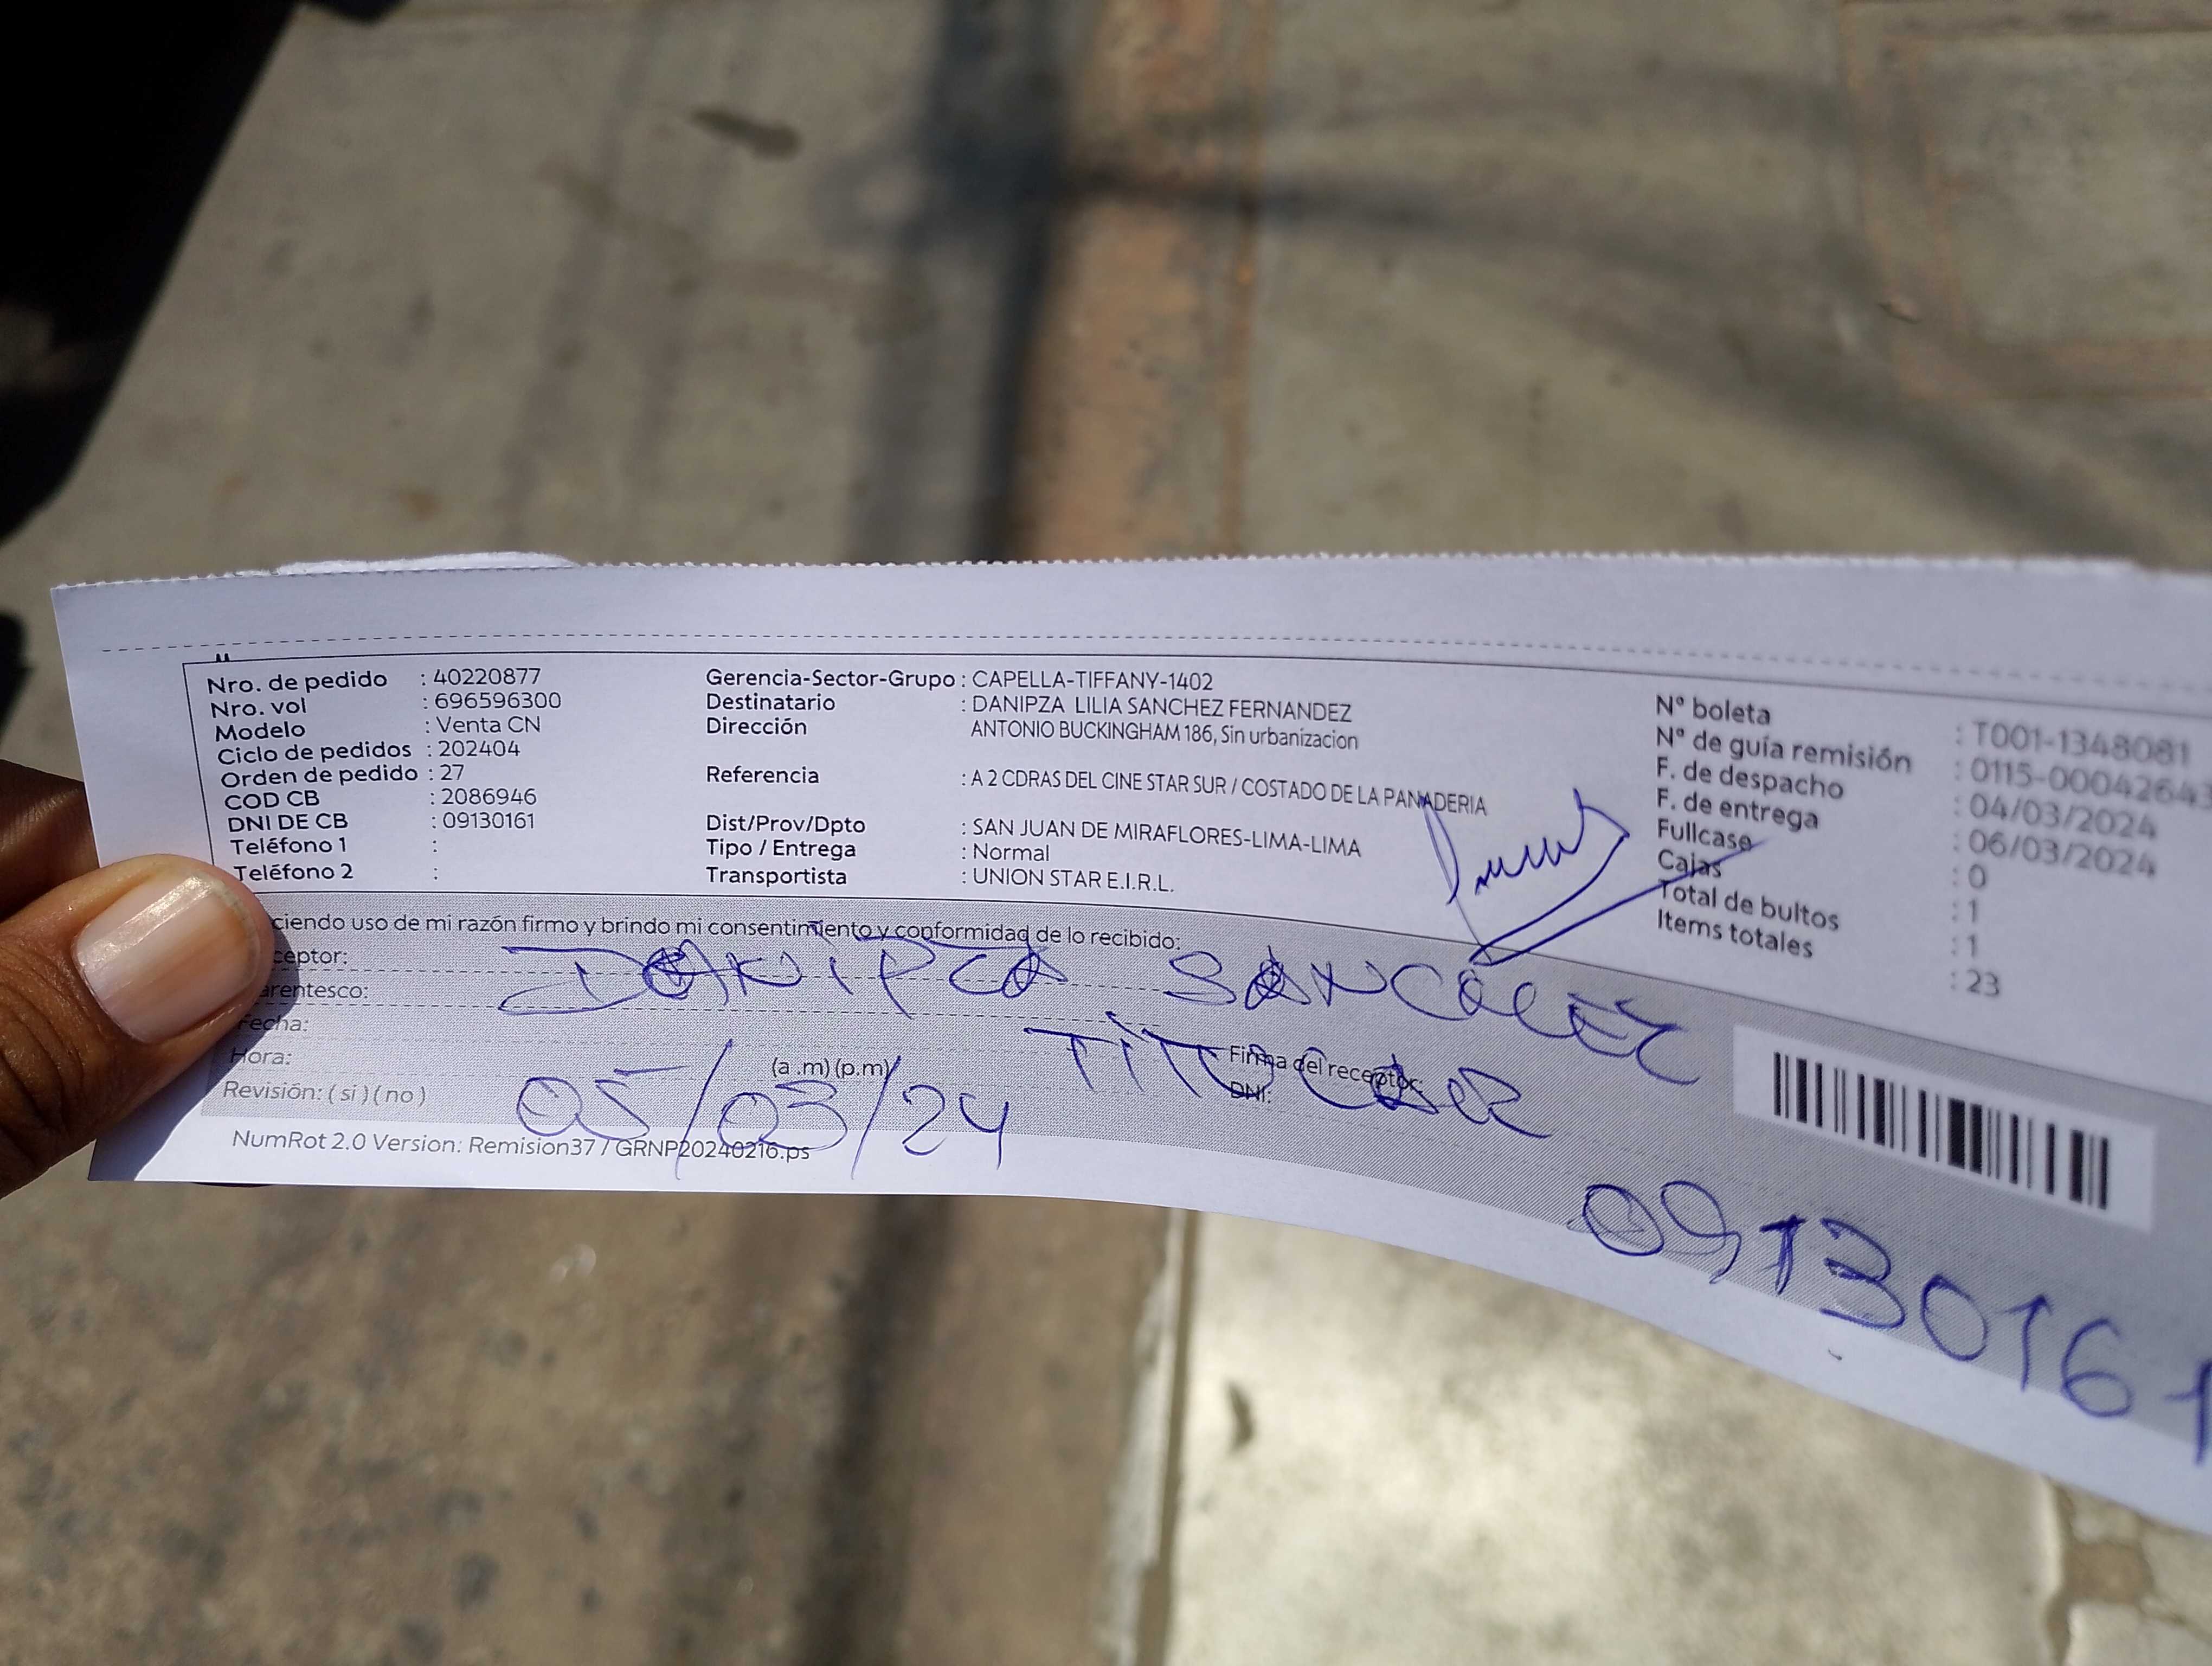 Nro. de pedido : 40220877
Nro. vol : 696596300
Modelo : Venta CN
Ciclo de pedidos : 202404
Orden de pedido : 27
COD CB : 2086946
DNI DE CB : 09130161
Teléfono 1 :
Teléfono 2 :
Gerencia-Sector-Grupo : CAPELLA-TIFFANY-1402
Destinatario : DANIPZA LILIA SANCHEZ FERNANDEZ
Dirección ANTONIO BUCKINGHAM 186, Sin urbanizacion
Referencia : A 2 CDRAS DEL CINE STAR SUR / COSTADO DE LA PANADERIA
Dist/Prov/Dpto : SAN JUAN DE MIRAFLORES-LIMA-LIMA
Tipo / Entrega : Normal
Transportista : UNION STAR E.I.R.L.
N° boleta : T001-1348081
N° de guía remisión : 0115-00042643
F. de despacho : 04/03/2024
F. de entrega : 06/03/2024
Fullcase : 0
Cajas : 1
Total de bultos : 1
Items totales : 23
ciendo uso de mi razón firmo y brindo mi consentimiento y conformidad de lo recibido:
ceptor: DANIPZA SANCHEZ
arentesco: TITULAR
Fecha: 05/03/24
Hora: (a .m) (p.m)
Revisión: ( si ) ( no )
Firma del receptor:
DNI: 09130161
NumRot 2.0 Version: Remision37 / GRNP20240216.ps